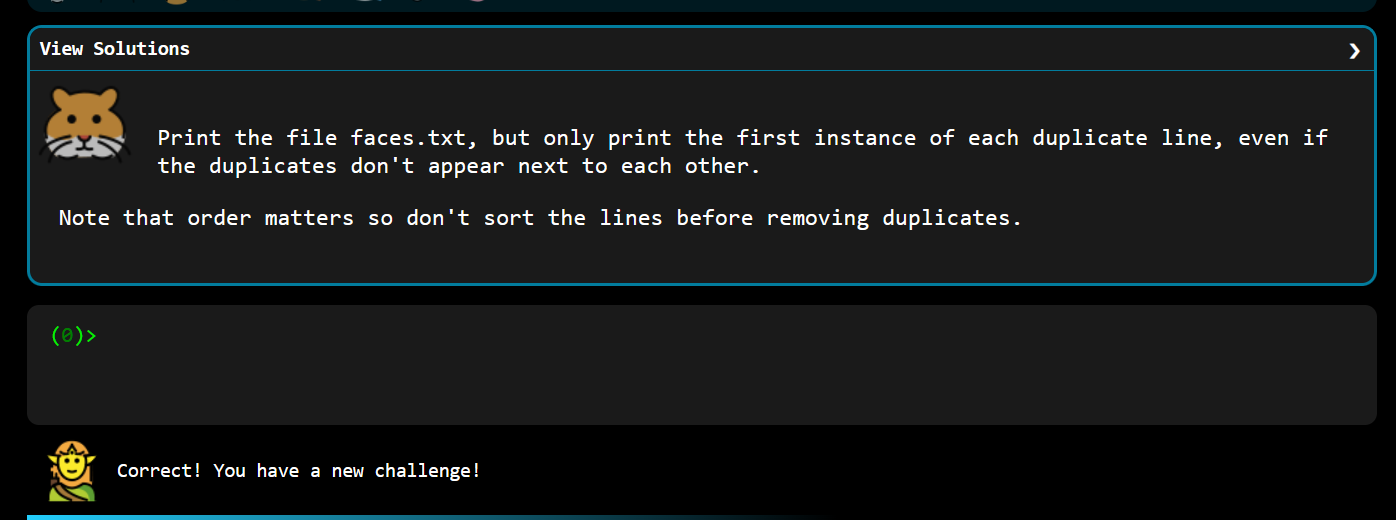 View Solutions
Print the file faces.txt, but only print the first instance of each duplicate line, even if
the duplicates don't appear next to each other.
Note that order matters so don't sort the lines before removing duplicates.
(0)>
Correct! You have a new challenge!